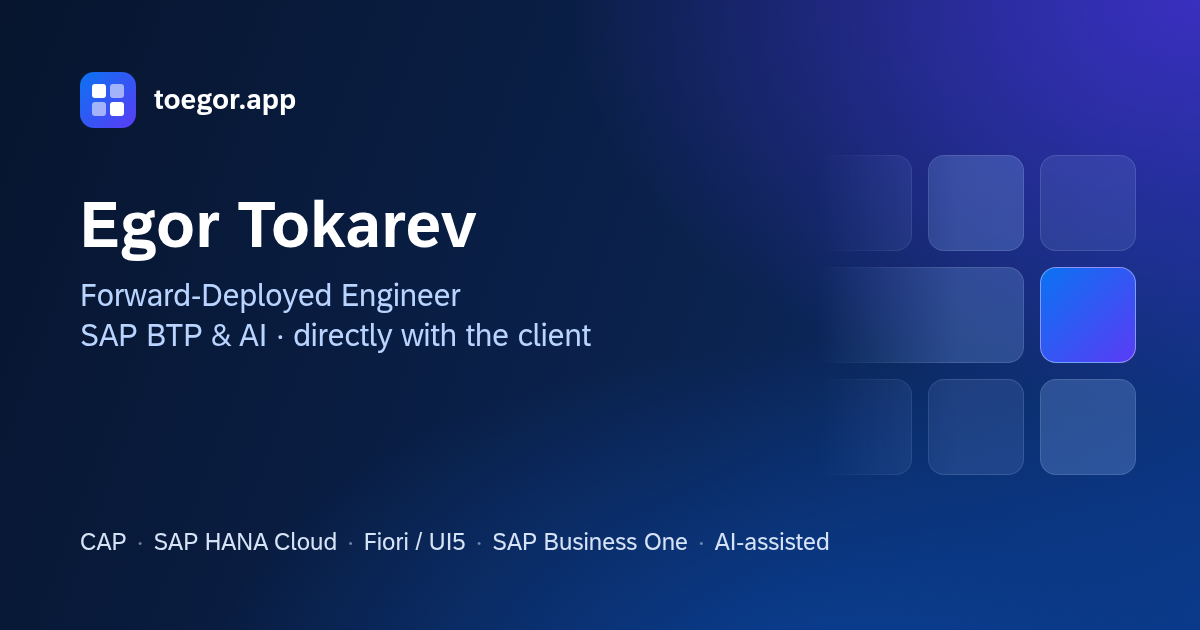 toegor.app
Egor Tokarev
Forward-Deployed Engineer
SAP BTP & AI · directly with the client
CAP · SAP HANA Cloud · Fiori / UI5 · SAP Business One · AI-assisted